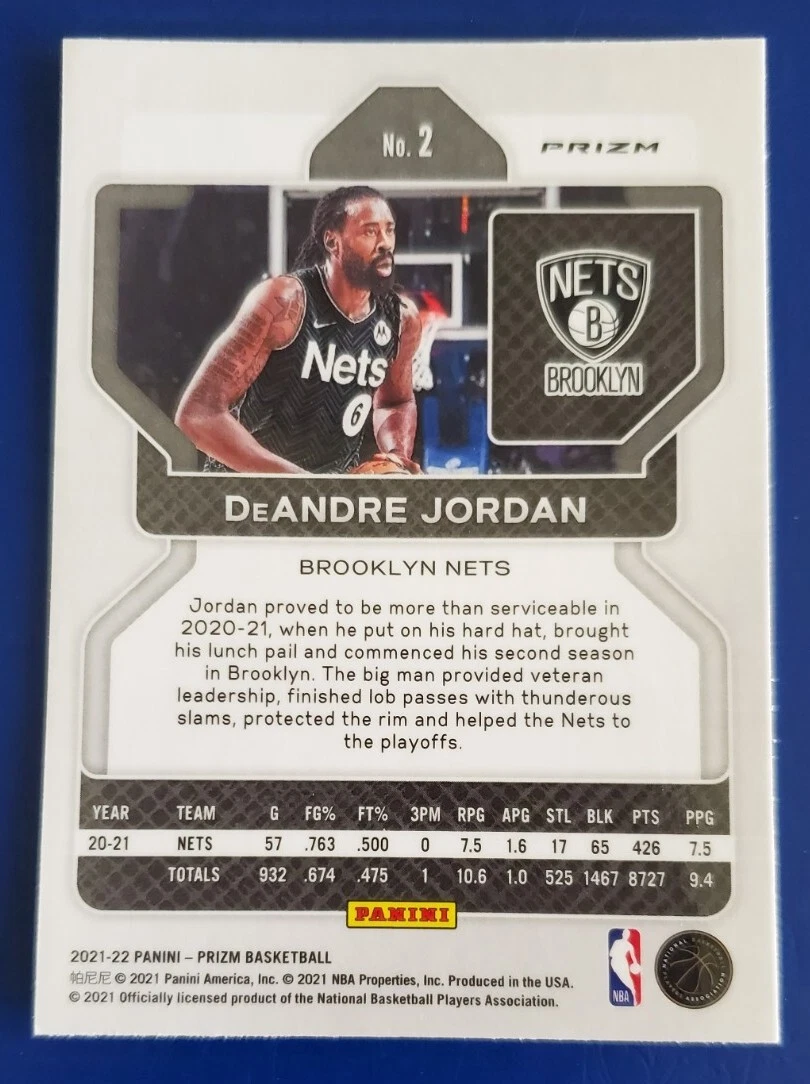 No. 2
PRIZM
NETS
B
BROOKLYN
Nets
6
DeANDRE JORDAN
BROOKLYN NETS
Jordan proved to be more than serviceable in
2020-21, when he put on his hard hat, brought
his lunch pail and commenced his second season
in Brooklyn. The big man provided veteran
leadership, finished lob passes with thunderous
slams, protected the rim and helped the Nets to
the playoffs.
YEAR TEAM G FG% FT% 3PM RPG APG STL BLK PTS PPG
20-21 NETS 57 .763 .500 0 7.5 1.6 17 65 426 7.5
TOTALS 932 .674 .475 1 10.6 1.0 525 1467 8727 9.4
PANINI
2021-22 PANINI – PRIZM BASKETBALL
帕尼尼 © 2021 Panini America, Inc. © 2021 NBA Properties, Inc. Produced in the USA.
© 2021 Officially licensed product of the National Basketball Players Association.
NBA
NATIONAL BASKETBALL PLAYERS ASSOCIATION